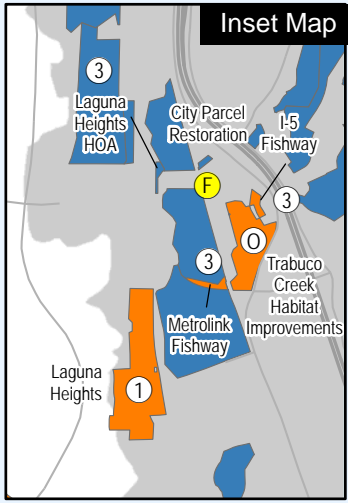 Inset Map
3
Laguna
Heights
HOA
City Parcel
Restoration
I-5
Fishway
F
3
O
3
Trabuco
Creek
Habitat
Improvements
Metrolink
Fishway
Laguna
Heights
1